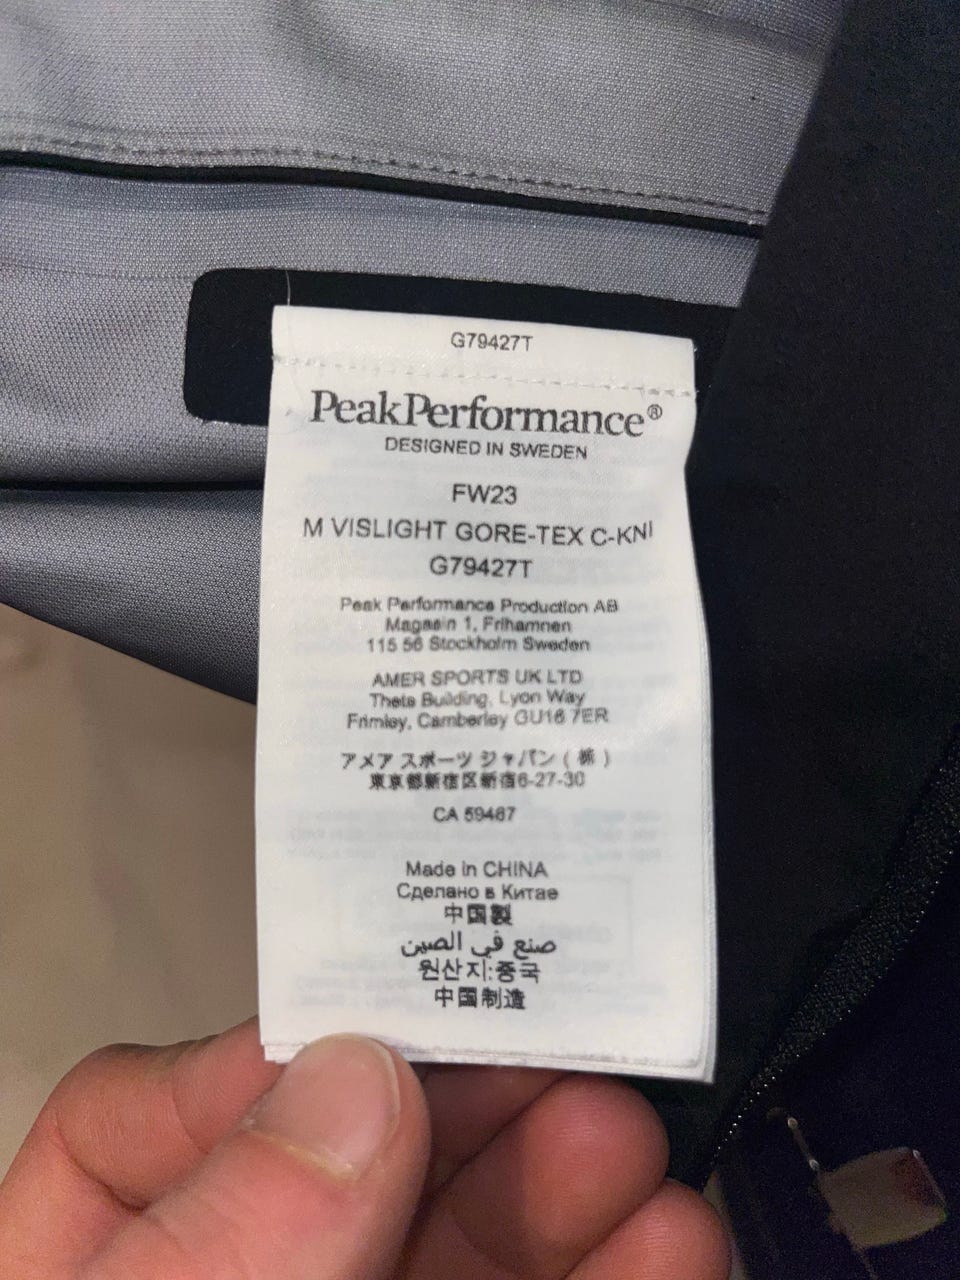 G79427T
PeakPerformance®
DESIGNED IN SWEDEN
FW23
M VISLIGHT GORE-TEX C-KNI
G79427T
Peak Performance Production AB
Magasin 1, Frihamnen
115 56 Stockholm Sweden
AMER SPORTS UK LTD
Theta Building, Lyon Way
Frimley, Camberley GU16 7ER
アメア スポーツ ジャパン ( 株 )
東京都新宿区新宿6-27-30
CA 59487
Made in CHINA
Сделано в Китае
中国製
صنع في الصين
원산지:중국
中国制造